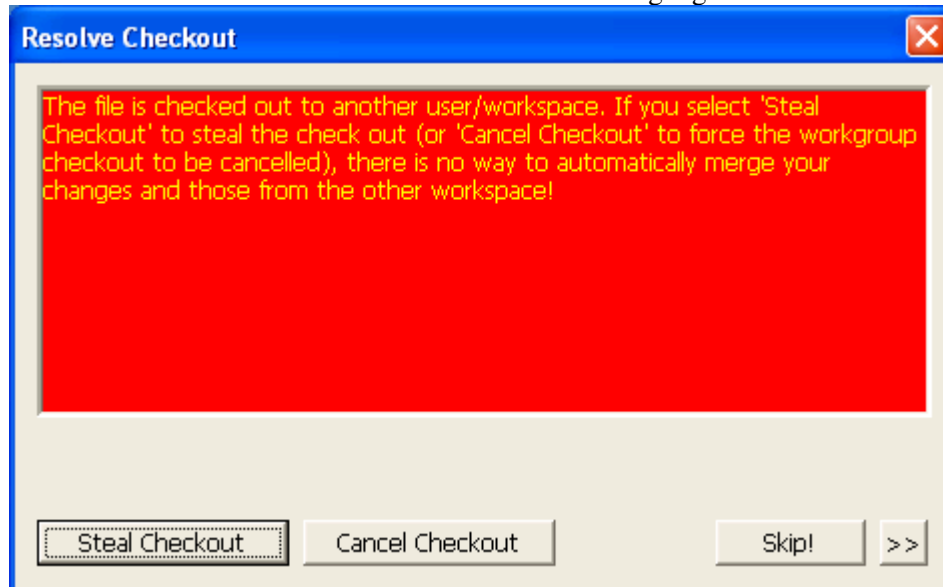 Resolve Checkout
The file is checked out to another user/workspace. If you select 'Steal
Checkout' to steal the check out (or 'Cancel Checkout' to force the workgroup
checkout to be cancelled), there is no way to automatically merge your
changes and those from the other workspace!
Steal Checkout Cancel Checkout Skip! >>